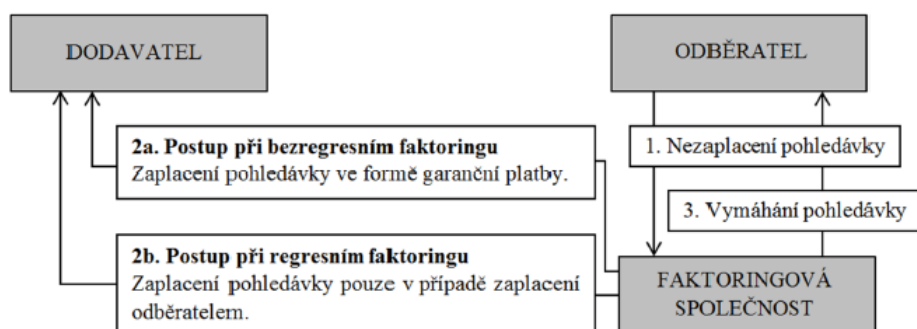 DODAVATEL
ODBĚRATEL
2a. Postup při bezregresním faktoringu
Zaplacení pohledávky ve formě garanční platby.
1. Nezaplacení pohledávky
3. Vymáhání pohledávky
2b. Postup při regresním faktoringu
Zaplacení pohledávky pouze v případě zaplacení
odběratelem.
FAKTORINGOVÁ
SPOLEČNOST